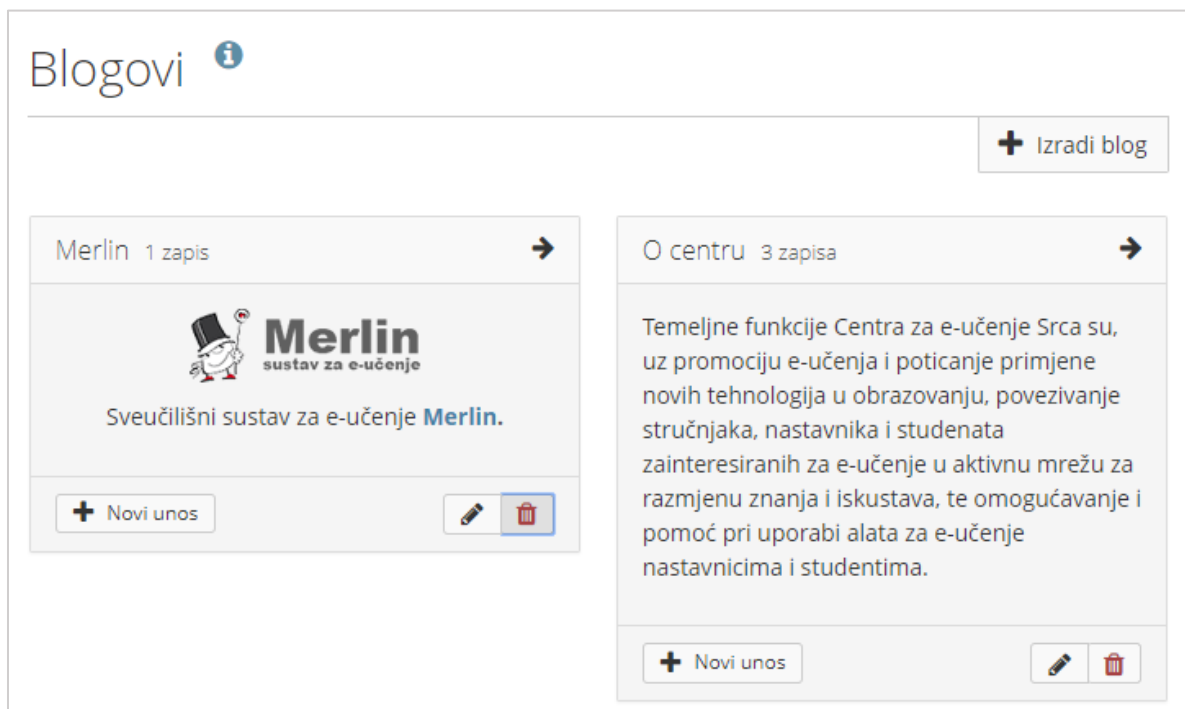 Blogovi
Izradi blog
Merlin 1 zapis
Merlin
sustav za e-učenje
Sveučilišni sustav za e-učenje Merlin.
Novi unos
O centru 3 zapisa
Temeljne funkcije Centra za e-učenje Srca su,
uz promociju e-učenja i poticanje primjene
novih tehnologija u obrazovanju, povezivanje
stručnjaka, nastavnika i studenata
zainteresiranih za e-učenje u aktivnu mrežu za
razmjenu znanja i iskustava, te omogućavanje i
pomoć pri uporabi alata za e-učenje
nastavnicima i studentima.
Novi unos